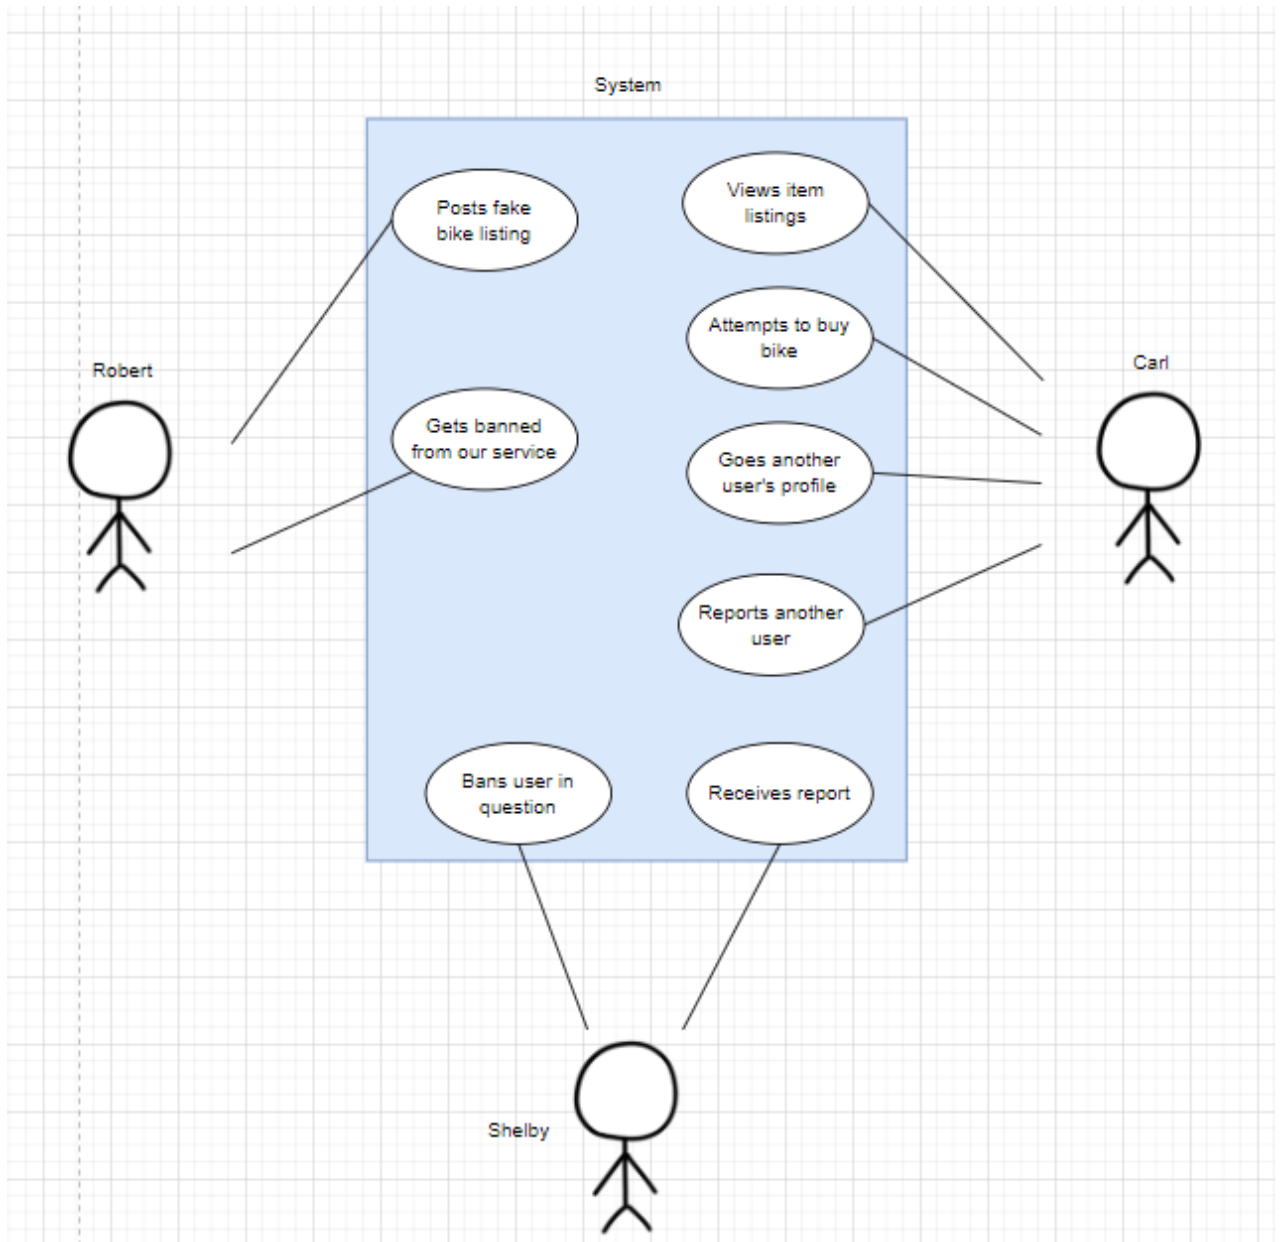 System
Posts fake
bike listing
Views item
listings
Attempts to buy
bike
Robert
Carl
Gets banned
from our service
Goes another
user's profile
Reports another
user
Bans user in
question
Receives report
Shelby